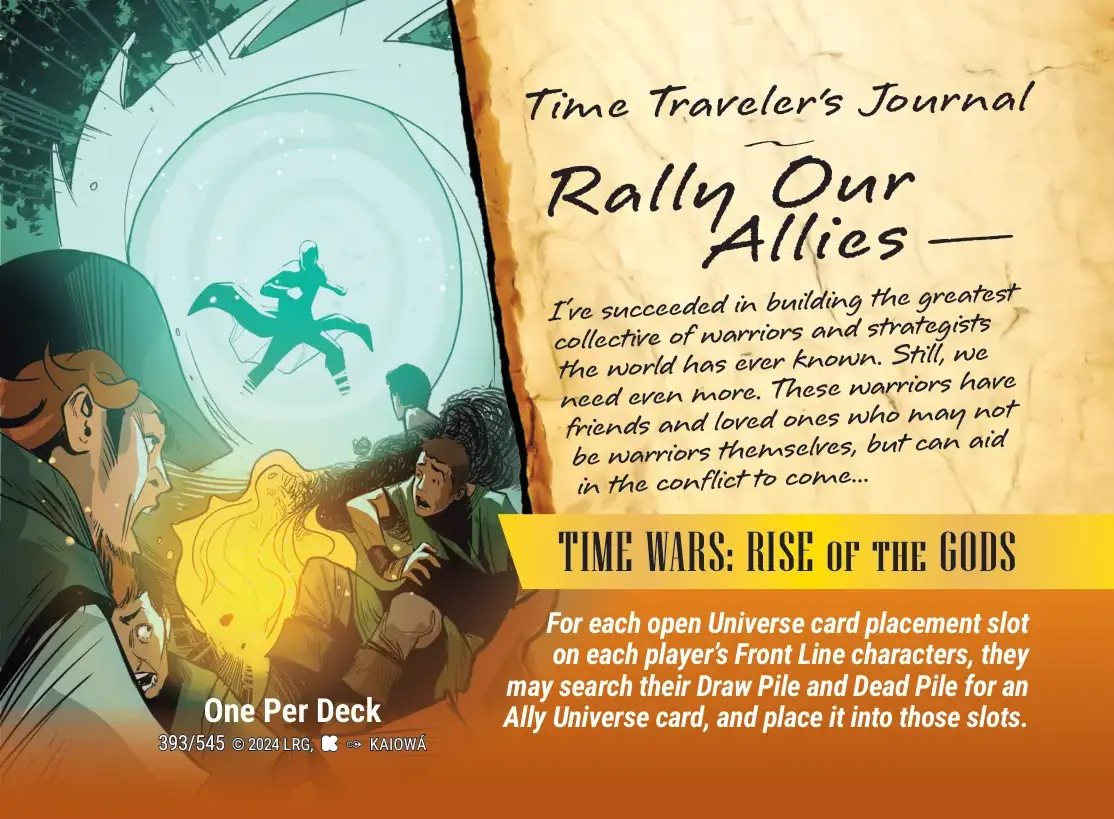 Time Traveler's Journal
~
Rally Our
Allies —
I've succeeded in building the greatest
collective of warriors and strategists
the world has ever known. Still, we
need even more. These warriors have
friends and loved ones who may not
be warriors themselves, but can aid
in the conflict to come...
TIME WARS: RISE OF THE GODS
For each open Universe card placement slot
on each player's Front Line characters, they
may search their Draw Pile and Dead Pile for an
Ally Universe card, and place it into those slots.
One Per Deck
393/545 © 2024 LRG, KAIOWÁ